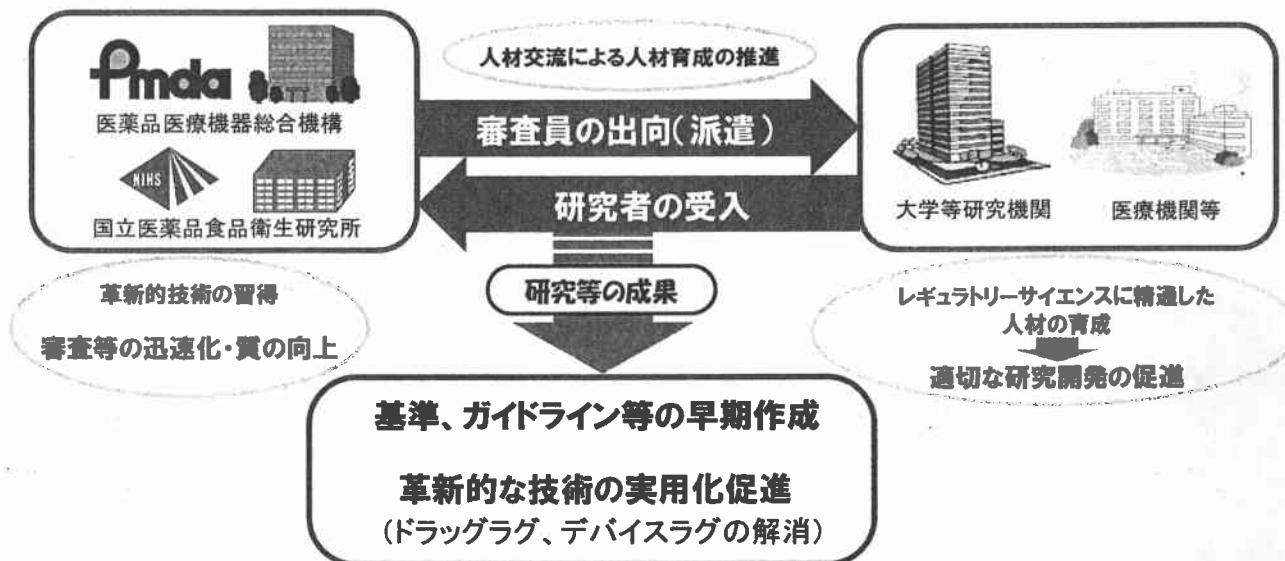 人材交流による人材育成の推進
Pmda
医薬品医療機器総合機構
NIHS
国立医薬品食品衛生研究所
審査員の出向(派遣)
研究者の受入
大学等研究機関
医療機関等
革新的技術の習得
審査等の迅速化・質の向上
研究等の成果
レギュラトリーサイエンスに精通した
人材の育成
適切な研究開発の促進
基準、ガイドライン等の早期作成
革新的な技術の実用化促進
(ドラッグラグ、デバイスラグの解消)